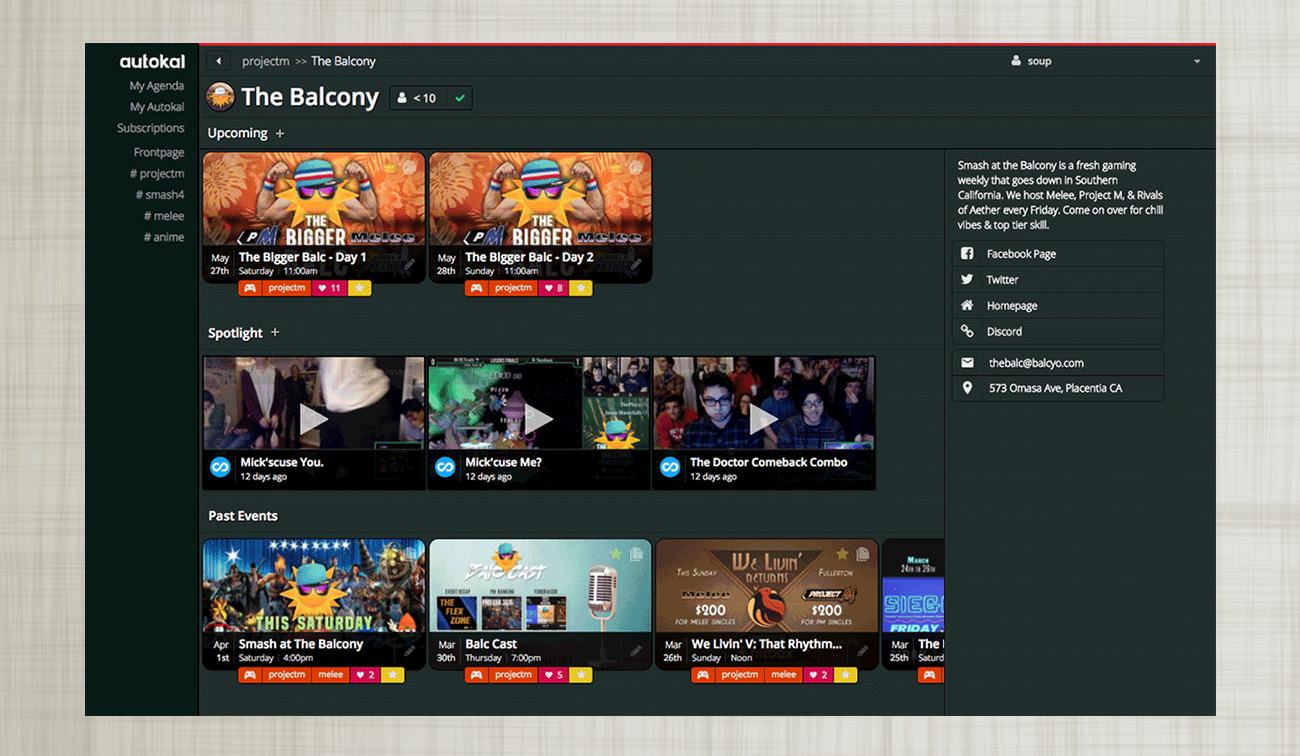 autokal
My Agenda
My Autokal
Subscriptions
Frontpage
# projectm
# smash4
# melee
# anime
projectm >> The Balcony
soup
The Balcony
< 10
Upcoming +
THE
BIGGER
PM
Melee
May
27th
The Bigger Balc - Day 1
Saturday | 11:00am
projectm
11
THE
BIGGER
PM
Melee
May
28th
The Bigger Balc - Day 2
Sunday | 11:00am
projectm
8
Spotlight +
Mick'scuse You.
12 days ago
Mick'cuse Me?
12 days ago
The Doctor Comeback Combo
12 days ago
Past Events
THIS SATURDAY
Apr
1st
Smash at The Balcony
Saturday | 4:00pm
projectm
melee
2
BALC CAST
EVENT RECAP
PM RANKING
FUNDRAISER
THE
FLEX
ZONE
Mar
30th
Balc Cast
Thursday | 7:00pm
projectm
5
WE LIVIN'
RETURNS
THIS SUNDAY
FULLERTON
Melee
$200
FOR MELEE SINGLES
PROJECT M
$200
FOR PM SINGLES
Mar
26th
We Livin' V: That Rhythm...
Sunday | Noon
projectm
melee
2
MARCH
24TH TO 26TH
SIEG
FRIDAY
Mar
25th
The
Saturd
Smash at the Balcony is a fresh gaming
weekly that goes down in Southern
California. We host Melee, Project M, & Rivals
of Aether every Friday. Come on over for chill
vibes & top tier skill.
Facebook Page
Twitter
Homepage
Discord
thebalc@balcyo.com
573 Omasa Ave, Placentia CA